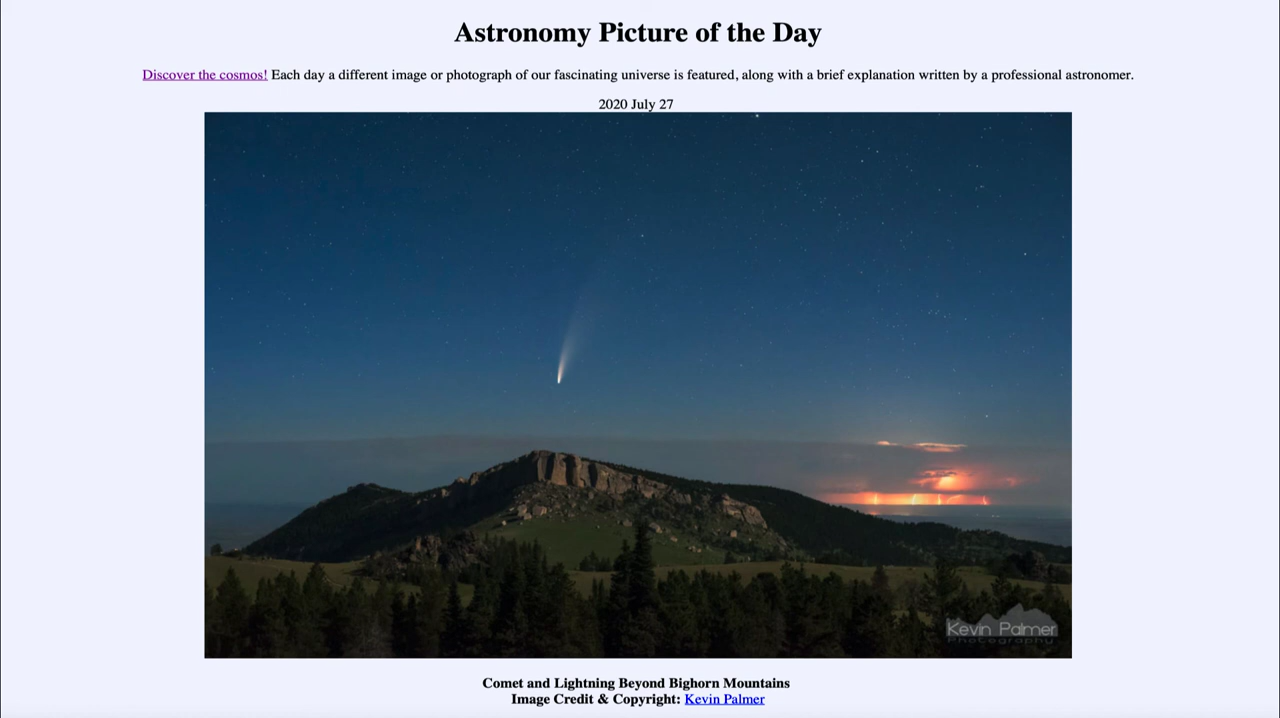 Astronomy Picture of the Day
Discover the cosmos! Each day a different image or photograph of our fascinating universe is featured, along with a brief explanation written by a professional astronomer.
2020 July 27
Kevin Palmer
Photography
Comet and Lightning Beyond Bighorn Mountains
Image Credit & Copyright: Kevin Palmer